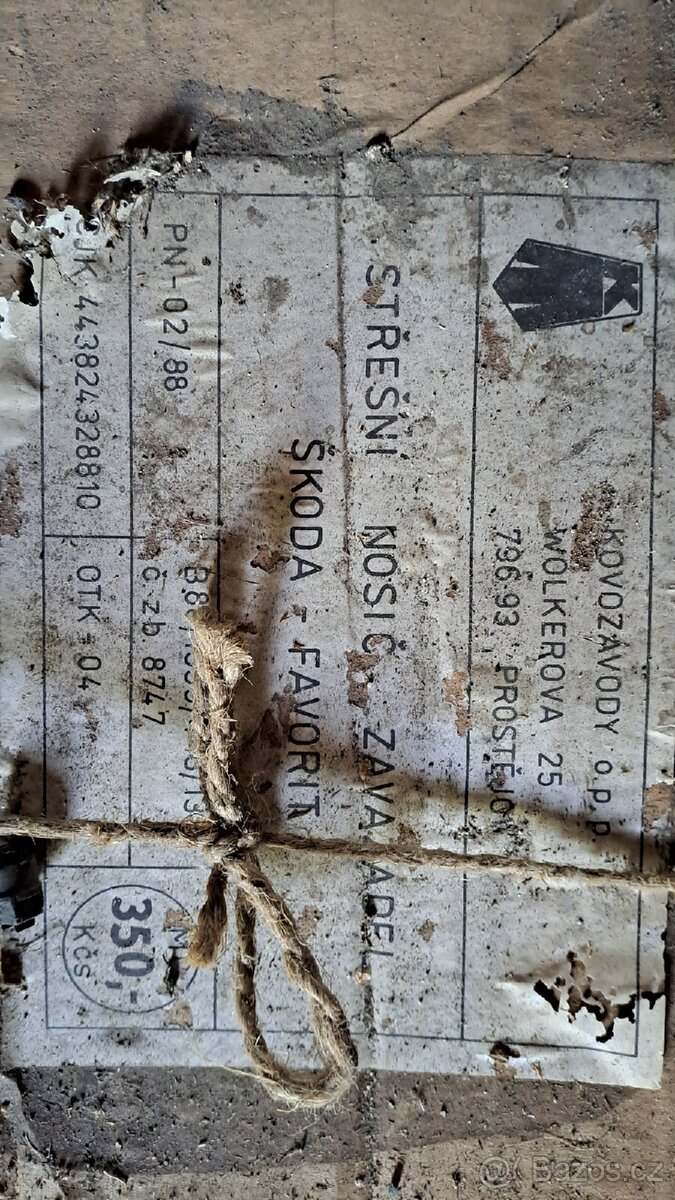 K
KOVOZÁVODY o.p.p.
WOLKEROVA 25
796 93 PROSTĚJOV
STŘEŠNÍ NOSIČ ZAVAZADEL
ŠKODA - FAVORIT
PN-02/88
Č.zb 8747
JK 443824328810
OTK 04
350,-
Kčs
Bazoš.cz